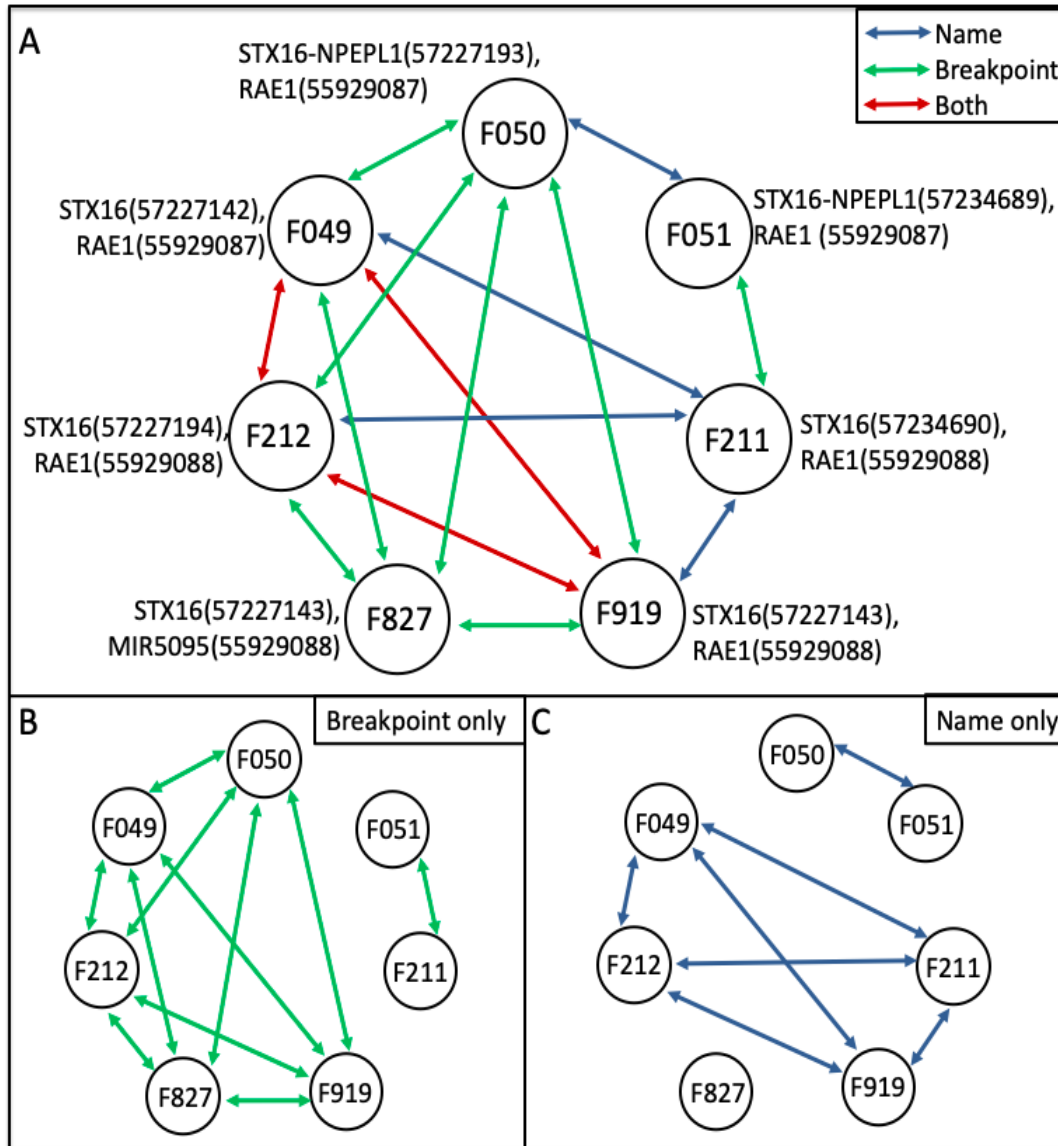 A
Name
Breakpoint
Both
STX16-NPEPL1(57227193),
RAE1(55929087)
F050
STX16(57227142),
RAE1(55929087)
F049
F051
STX16-NPEPL1(57234689),
RAE1 (55929087)
STX16(57227194),
RAE1(55929088)
F212
F211
STX16(57234690),
RAE1(55929088)
STX16(57227143),
MIR5095(55929088)
F827
F919
STX16(57227143),
RAE1(55929088)
B
Breakpoint only
F050
F049
F051
F212
F211
F827
F919
C
Name only
F050
F049
F051
F212
F211
F827
F919